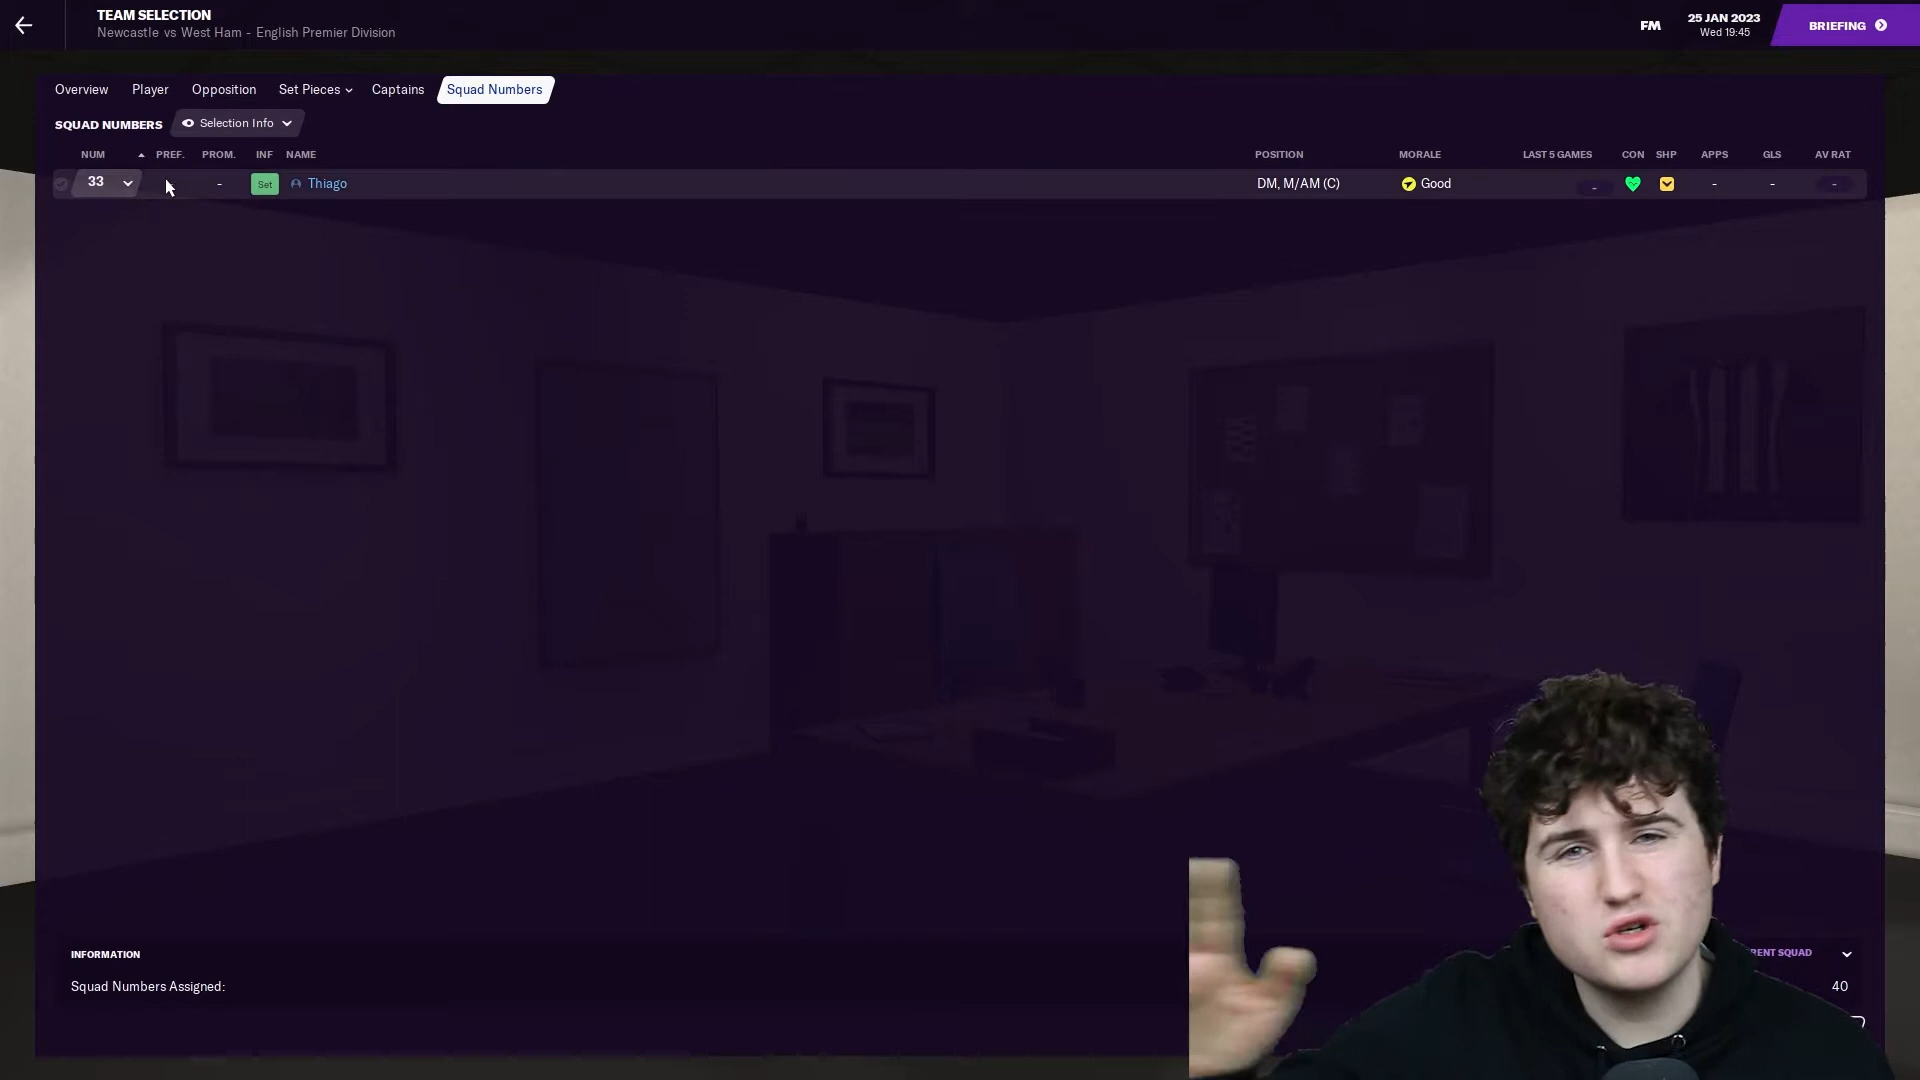 TEAM SELECTION
Newcastle vs West Ham - English Premier Division
FM
25 JAN 2023
Wed 19:45
BRIEFING
Overview Player Opposition Set Pieces Captains Squad Numbers
SQUAD NUMBERS Selection Info
NUM PREF. PROM. INF NAME POSITION MORALE LAST 5 GAMES CON SHP APPS GLS AV RAT
33 - Set Thiago DM, M/AM (C) Good - - - -
INFORMATION
RENT SQUAD
Squad Numbers Assigned: 40